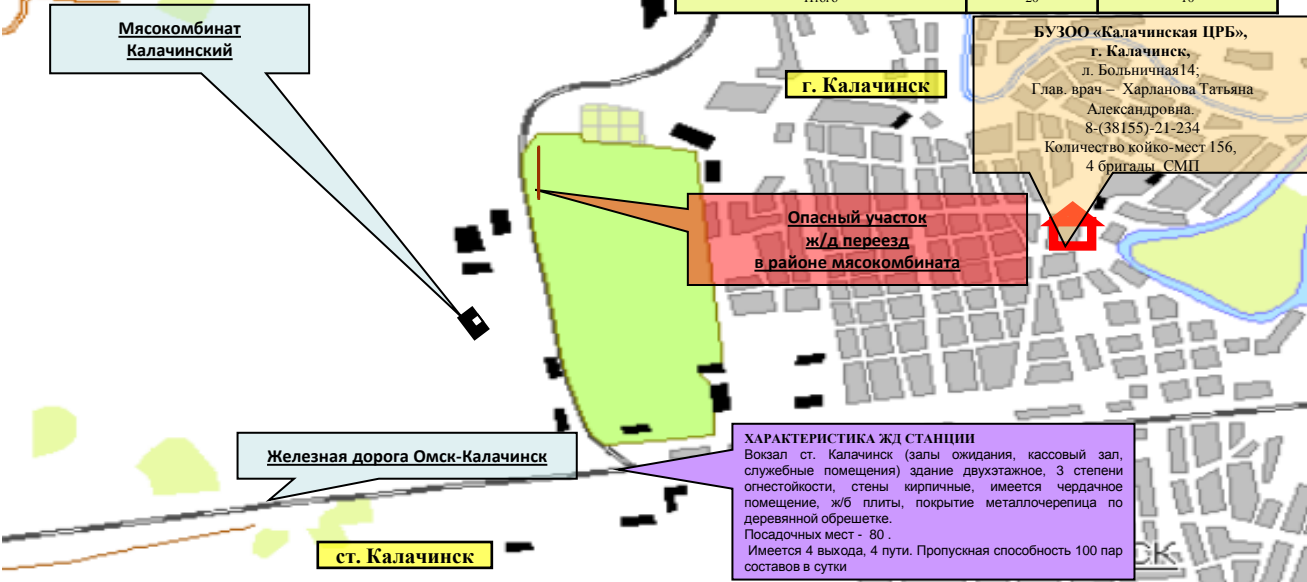 Итого 20 10
Мясокомбинат
Калачинский
БУЗОО «Калачинская ЦРБ»,
г. Калачинск,
л. Больничная14;
Глав. врач – Харланова Татьяна
Александровна.
8-(38155)-21-234
Количество койко-мест 156,
4 бригады СМП
г. Калачинск
Опасный участок
ж/д переезд
в районе мясокомбината
Железная дорога Омск-Калачинск
ХАРАКТЕРИСТИКА ЖД СТАНЦИИ
Вокзал ст. Калачинск (залы ожидания, кассовый зал,
служебные помещения) здание двухэтажное, 3 степени
огнестойкости, стены кирпичные, имеется чердачное
помещение, ж/б плиты, покрытие металлочерепица по
деревянной обрешетке.
Посадочных мест - 80 .
Имеется 4 выхода, 4 пути. Пропускная способность 100 пар
составов в сутки
ст. Калачинск
СК